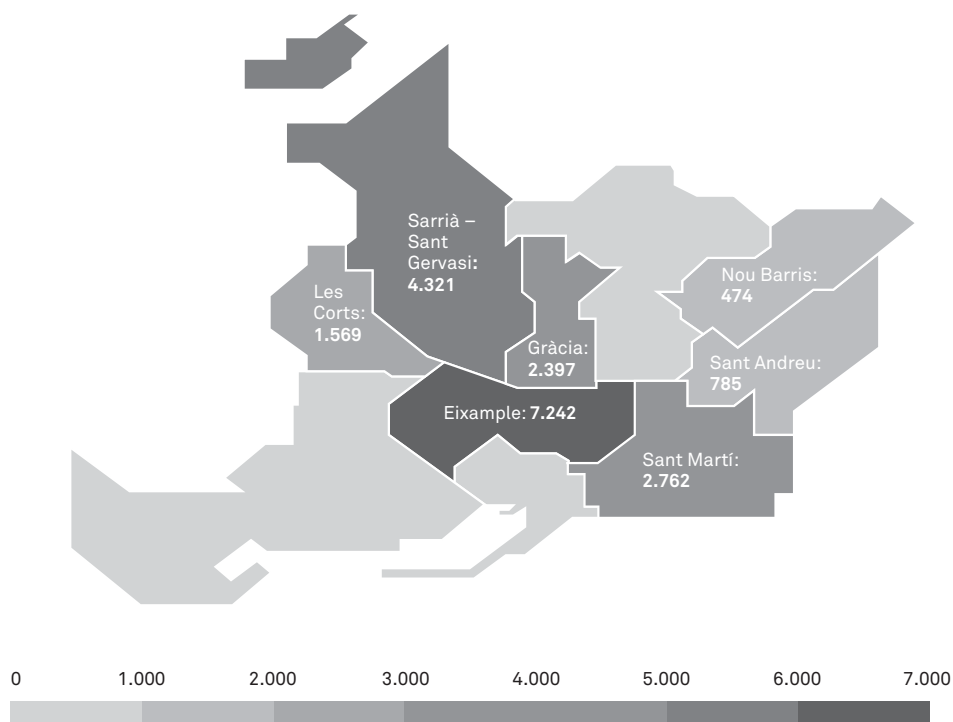 Sarrià –
Sant
Gervasi:
4.321
Les
Corts:
1.569
Nou Barris:
474
Gràcia:
2.397
Sant Andreu:
785
Eixample: 7.242
Sant Martí:
2.762
0 1.000 2.000 3.000 4.000 5.000 6.000 7.000